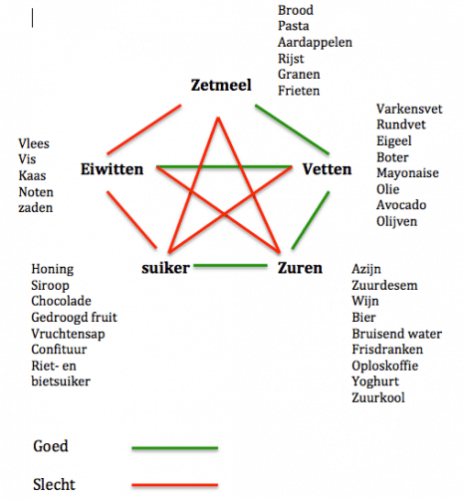 Brood
Pasta
Aardappelen
Rijst
Granen
Frieten
Zetmeel
Varkensvet
Rundvet
Eigeel
Boter
Mayonaise
Olie
Avocado
Olijven
Vlees
Vis
Kaas
Noten
zaden
Eiwitten
Vetten
suiker
Zuren
Honing
Siroop
Chocolade
Gedroogd fruit
Vruchtensap
Confituur
Riet- en
bietsuiker
Azijn
Zuurdesem
Wijn
Bier
Bruisend water
Frisdranken
Oploskoffie
Yoghurt
Zuurkool
Goed
Slecht